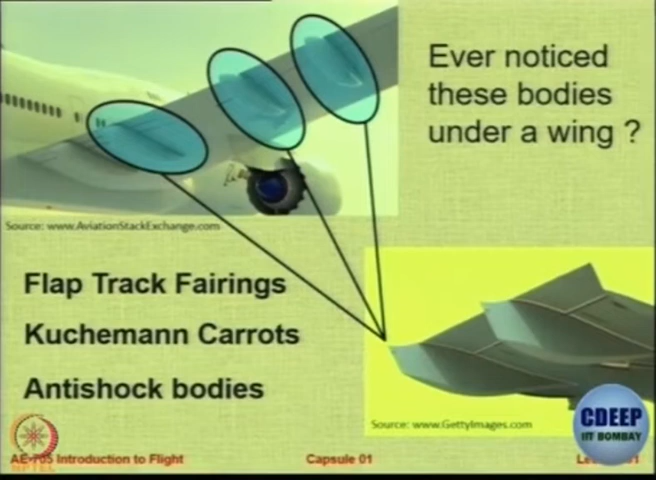 Ever noticed
these bodies
under a wing ?
Source: www.AviationStackExchange.com
Flap Track Fairings
Kuchemann Carrots
Antishock bodies
Source: www.GettyImages.com
CDEEP
IIT BOMBAY
AE-705 Introduction to Flight
Capsule 01
NPTEL